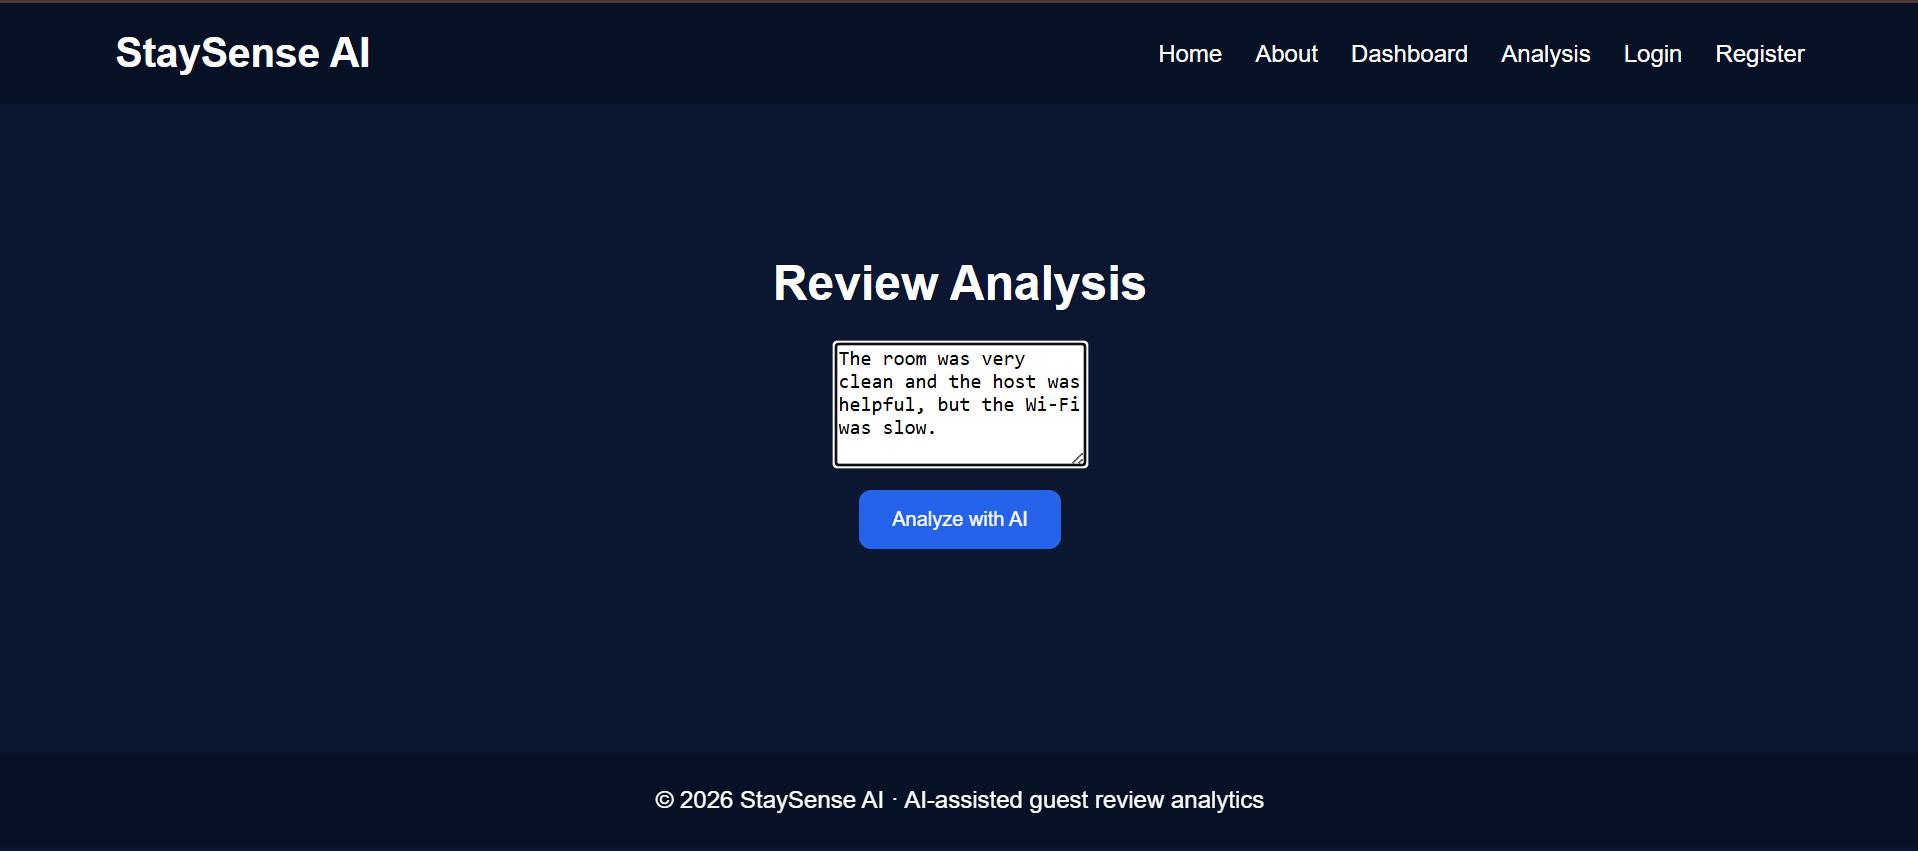 StaySense AI
Home About Dashboard Analysis Login Register
Review Analysis
The room was very
clean and the host was
helpful, but the Wi-Fi
was slow.
Analyze with AI
© 2026 StaySense AI · AI-assisted guest review analytics